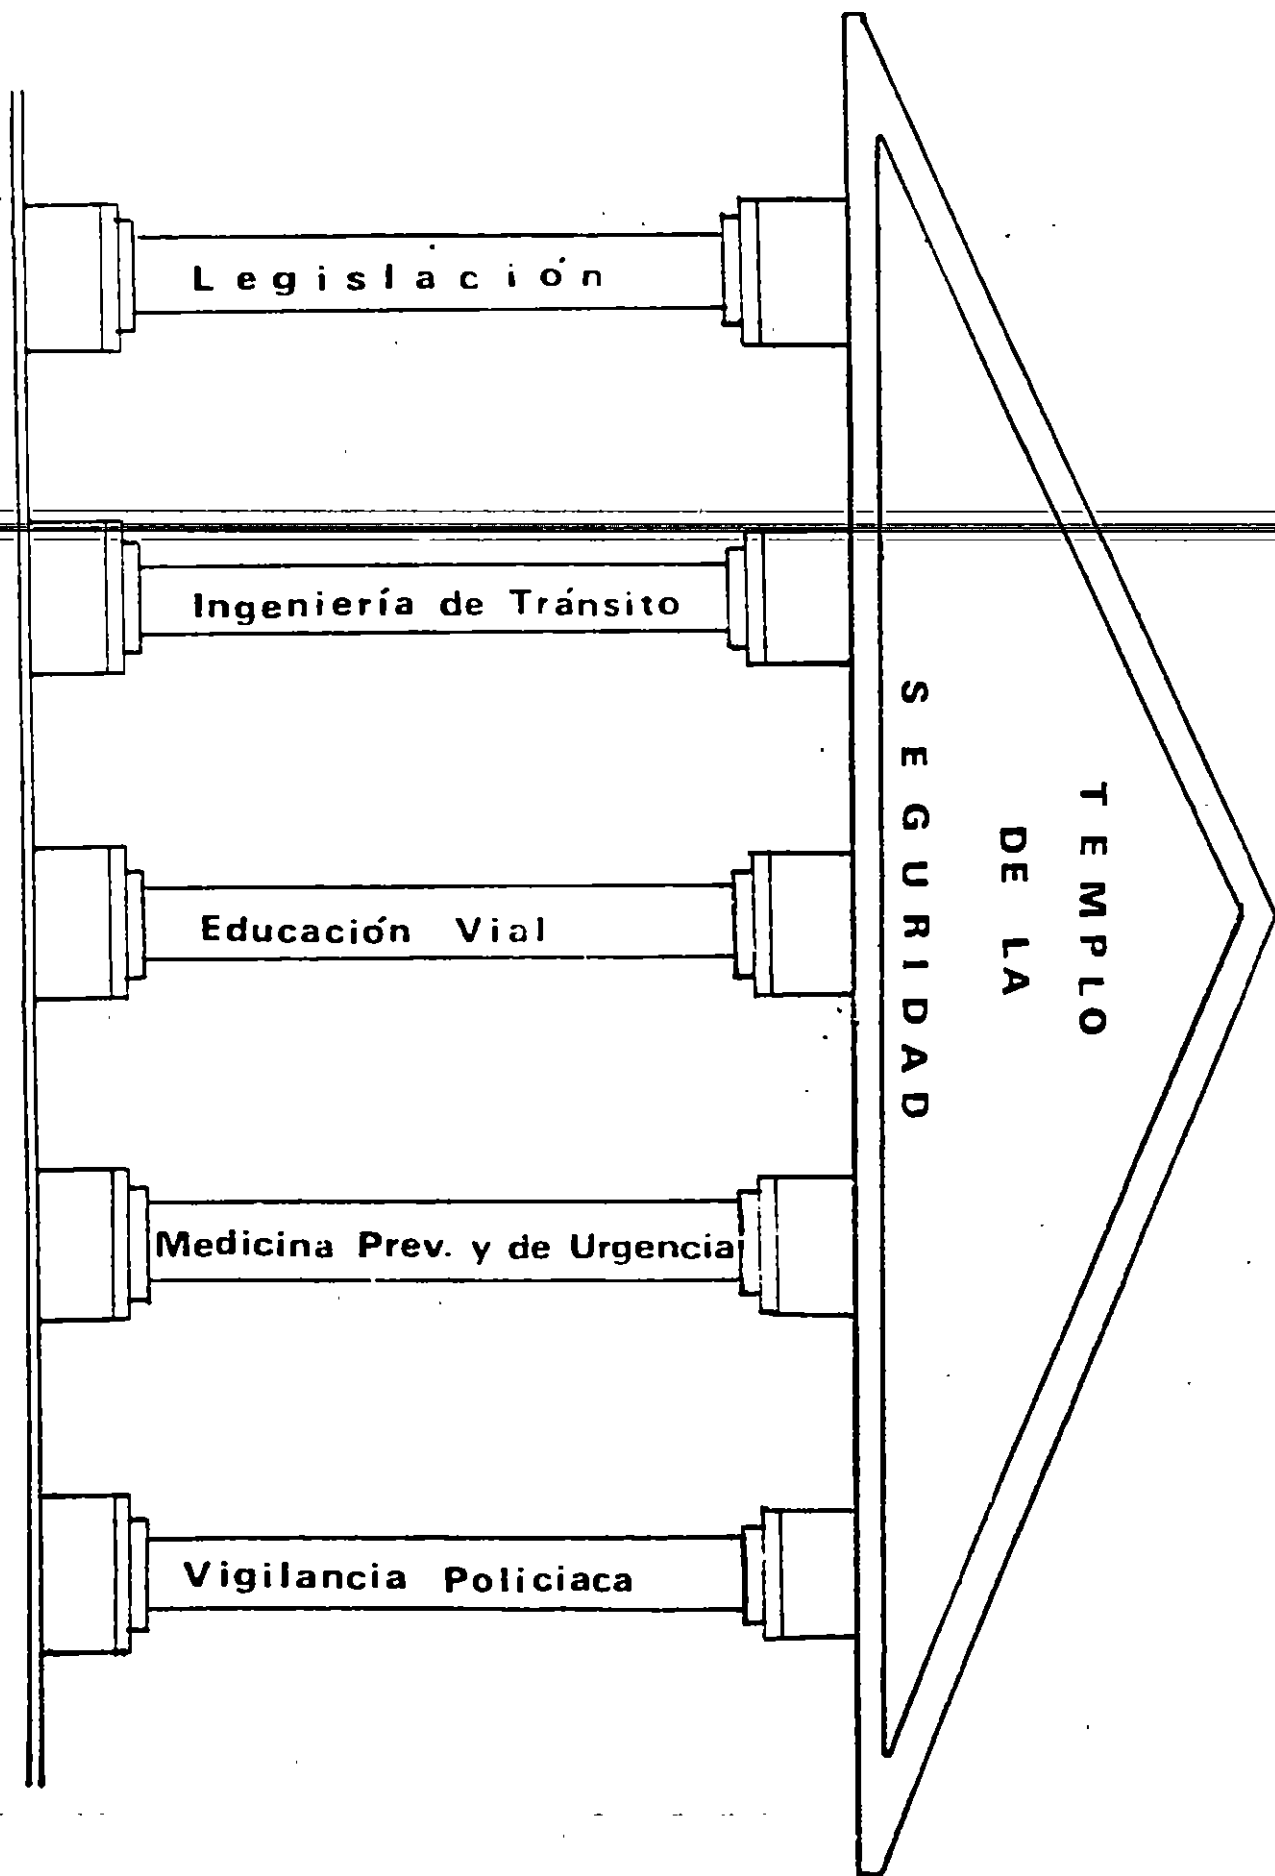 TEMPLO
DE LA
SEGURIDAD
Legislación
Ingeniería de Tránsito
Educación Vial
Medicina Prev. y de Urgencia
Vigilancia Policiaca